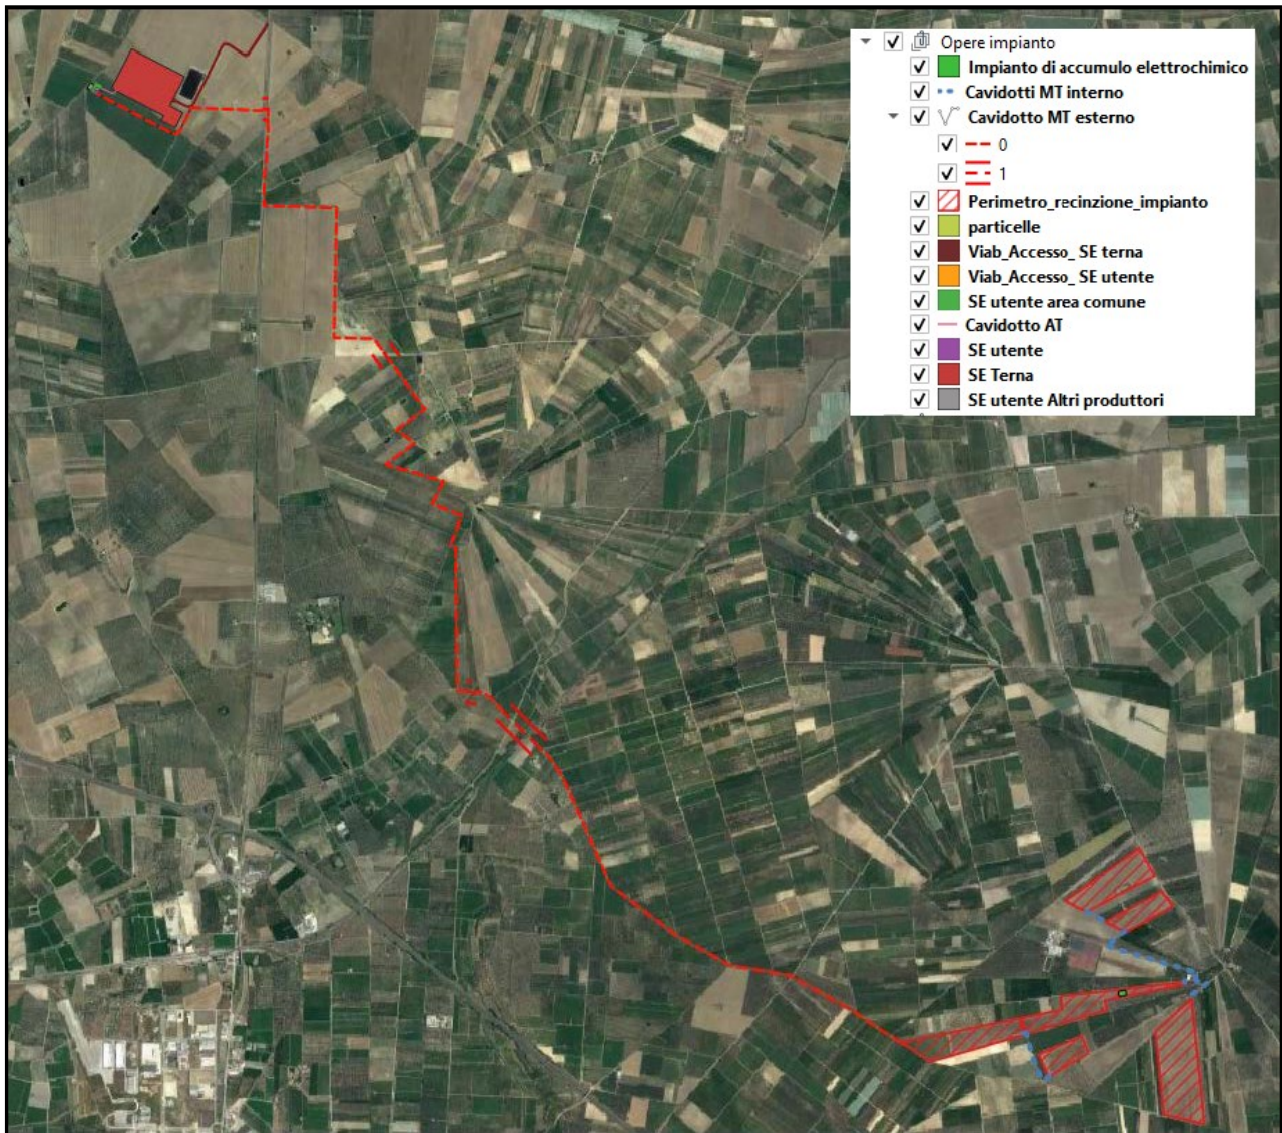 Opere impianto
Impianto di accumulo elettrochimico
Cavidotti MT interno
Cavidotto MT esterno
0
1
Perimetro_recinzione_impianto
particelle
Viab_Accesso_ SE terna
Viab_Accesso_ SE utente
SE utente area comune
Cavidotto AT
SE utente
SE Terna
SE utente Altri produttori